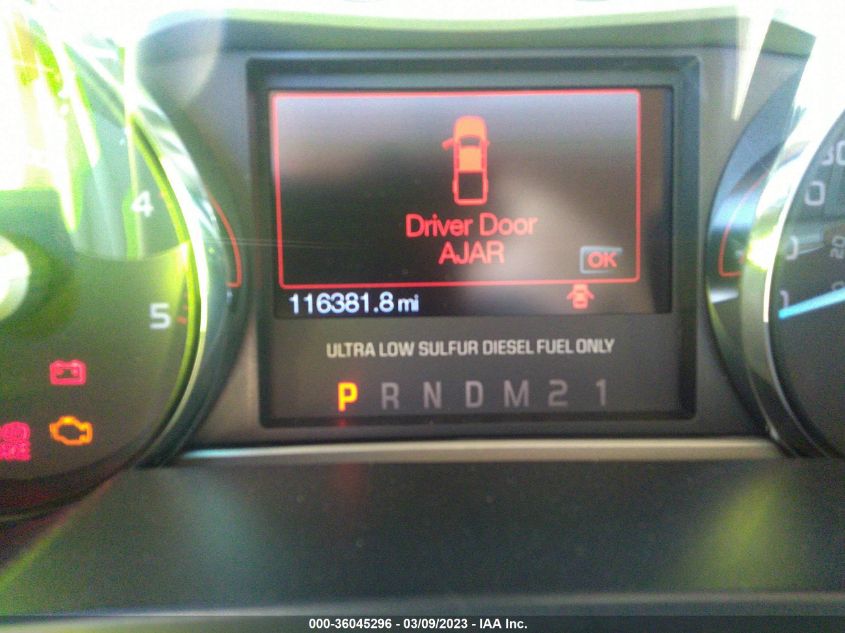 Driver Door
AJAR
OK
116381.8 mi
ULTRA LOW SULFUR DIESEL FUEL ONLY
P R N D M 2 1
4
5
000-36045296 - 03/09/2023 - IAA Inc.